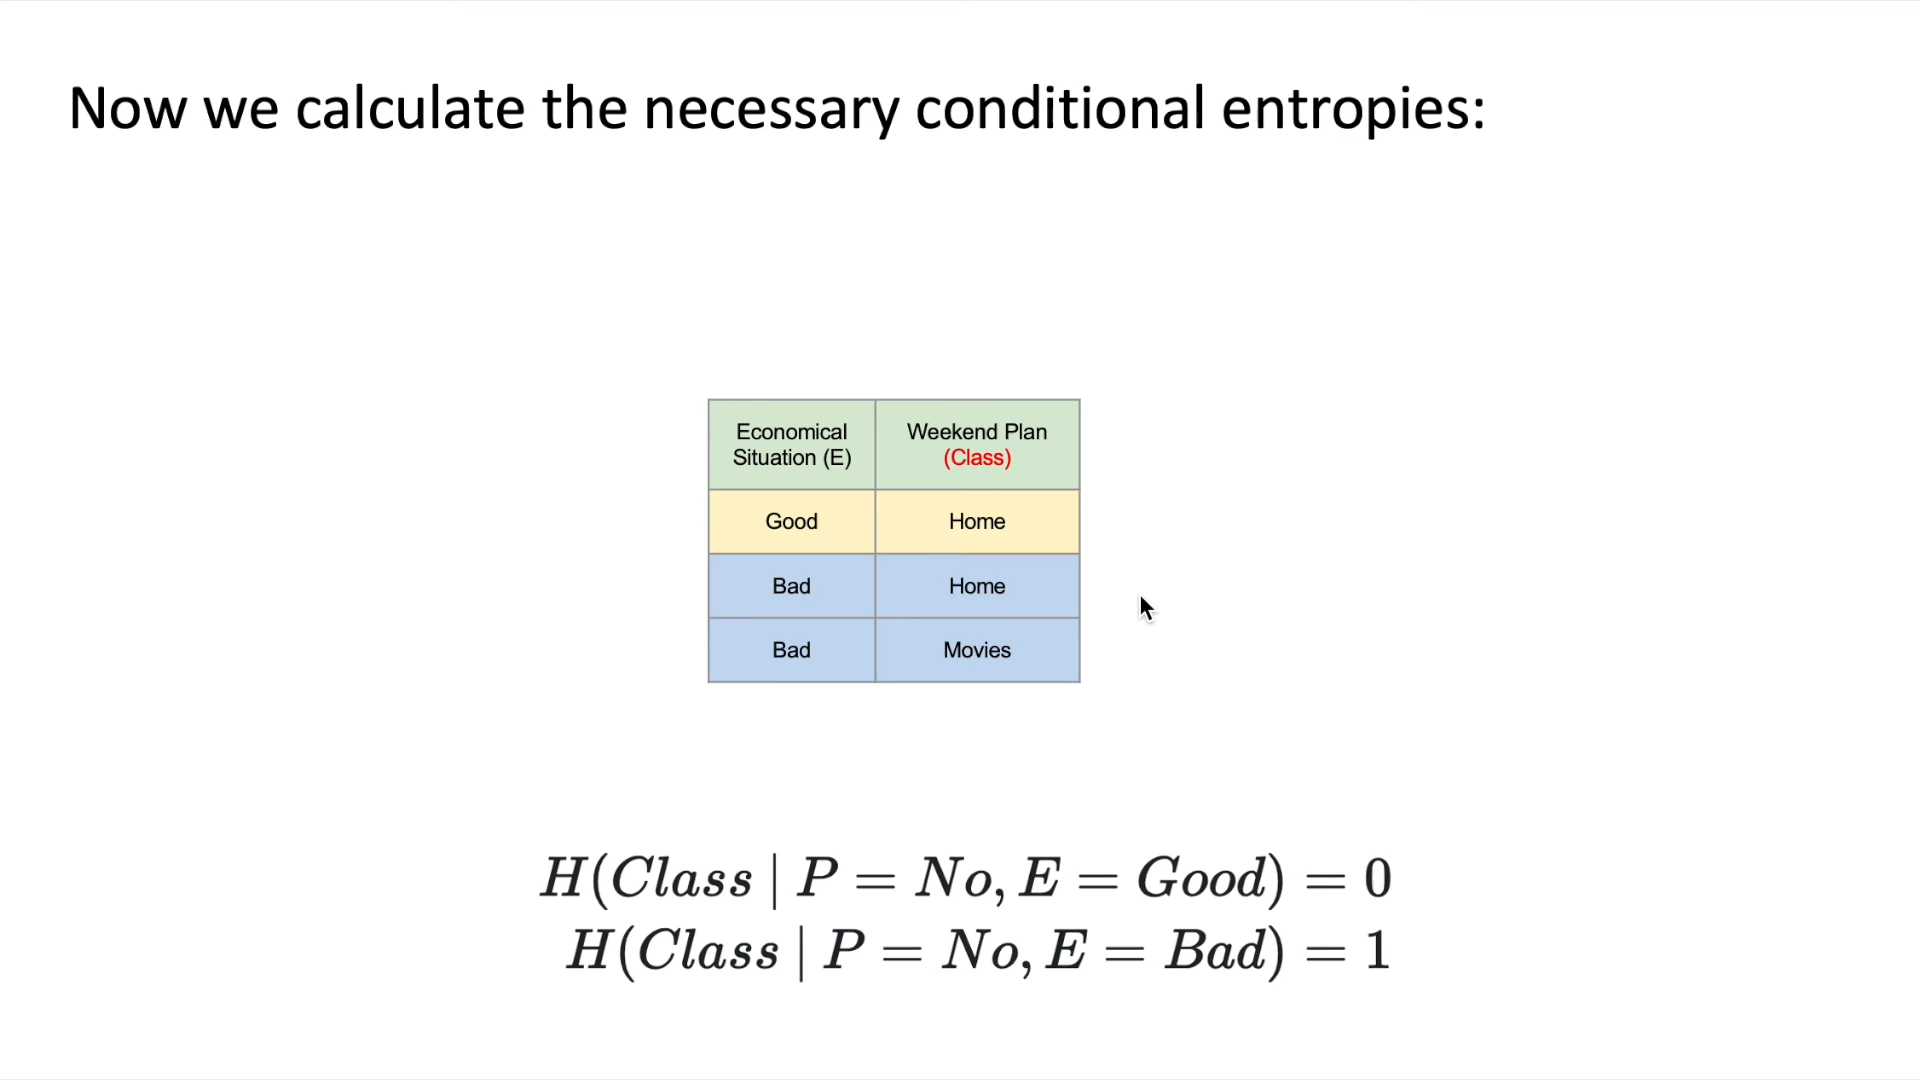 Now we calculate the necessary conditional entropies:
Economical Situation (E) Weekend Plan (Class)
Good Home
Bad Home
Bad Movies
H(Class | P = No, E = Good) = 0
H(Class | P = No, E = Bad) = 1